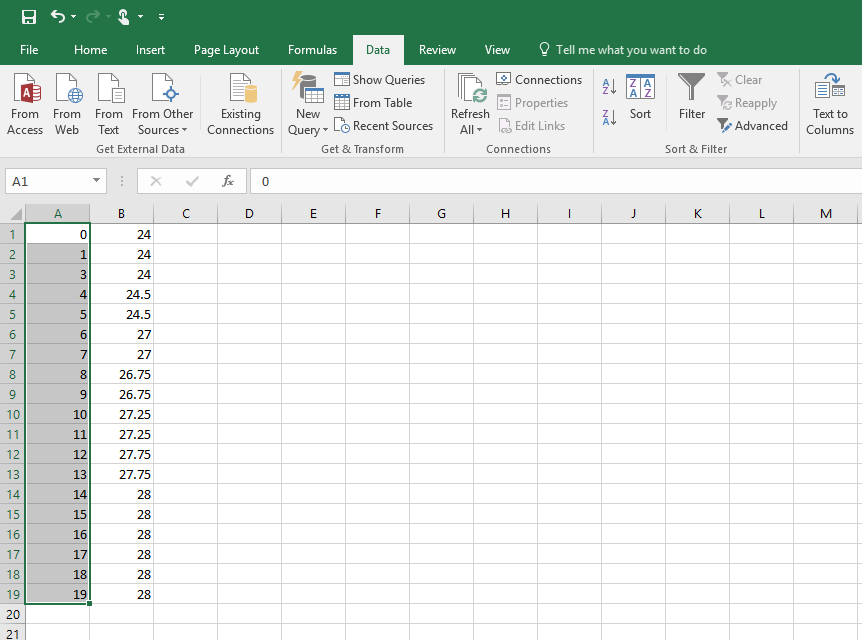 File Home Insert Page Layout Formulas Data Review View Tell me what you want to do
From Access
From Web
From Text
From Other Sources
Existing Connections
Get External Data
New Query
Show Queries
From Table
Recent Sources
Get & Transform
Refresh All
Connections
Properties
Edit Links
Connections
A Z
Z A
Z A A Z
Sort
Filter
Clear
Reapply
Advanced
Sort & Filter
Text to Columns
A1 fx 0
A B C D E F G H I J K L M
1 0 24
2 1 24
3 3 24
4 4 24.5
5 5 24.5
6 6 27
7 7 27
8 8 26.75
9 9 26.75
10 10 27.25
11 11 27.25
12 12 27.75
13 13 27.75
14 14 28
15 15 28
16 16 28
17 17 28
18 18 28
19 19 28
20
21